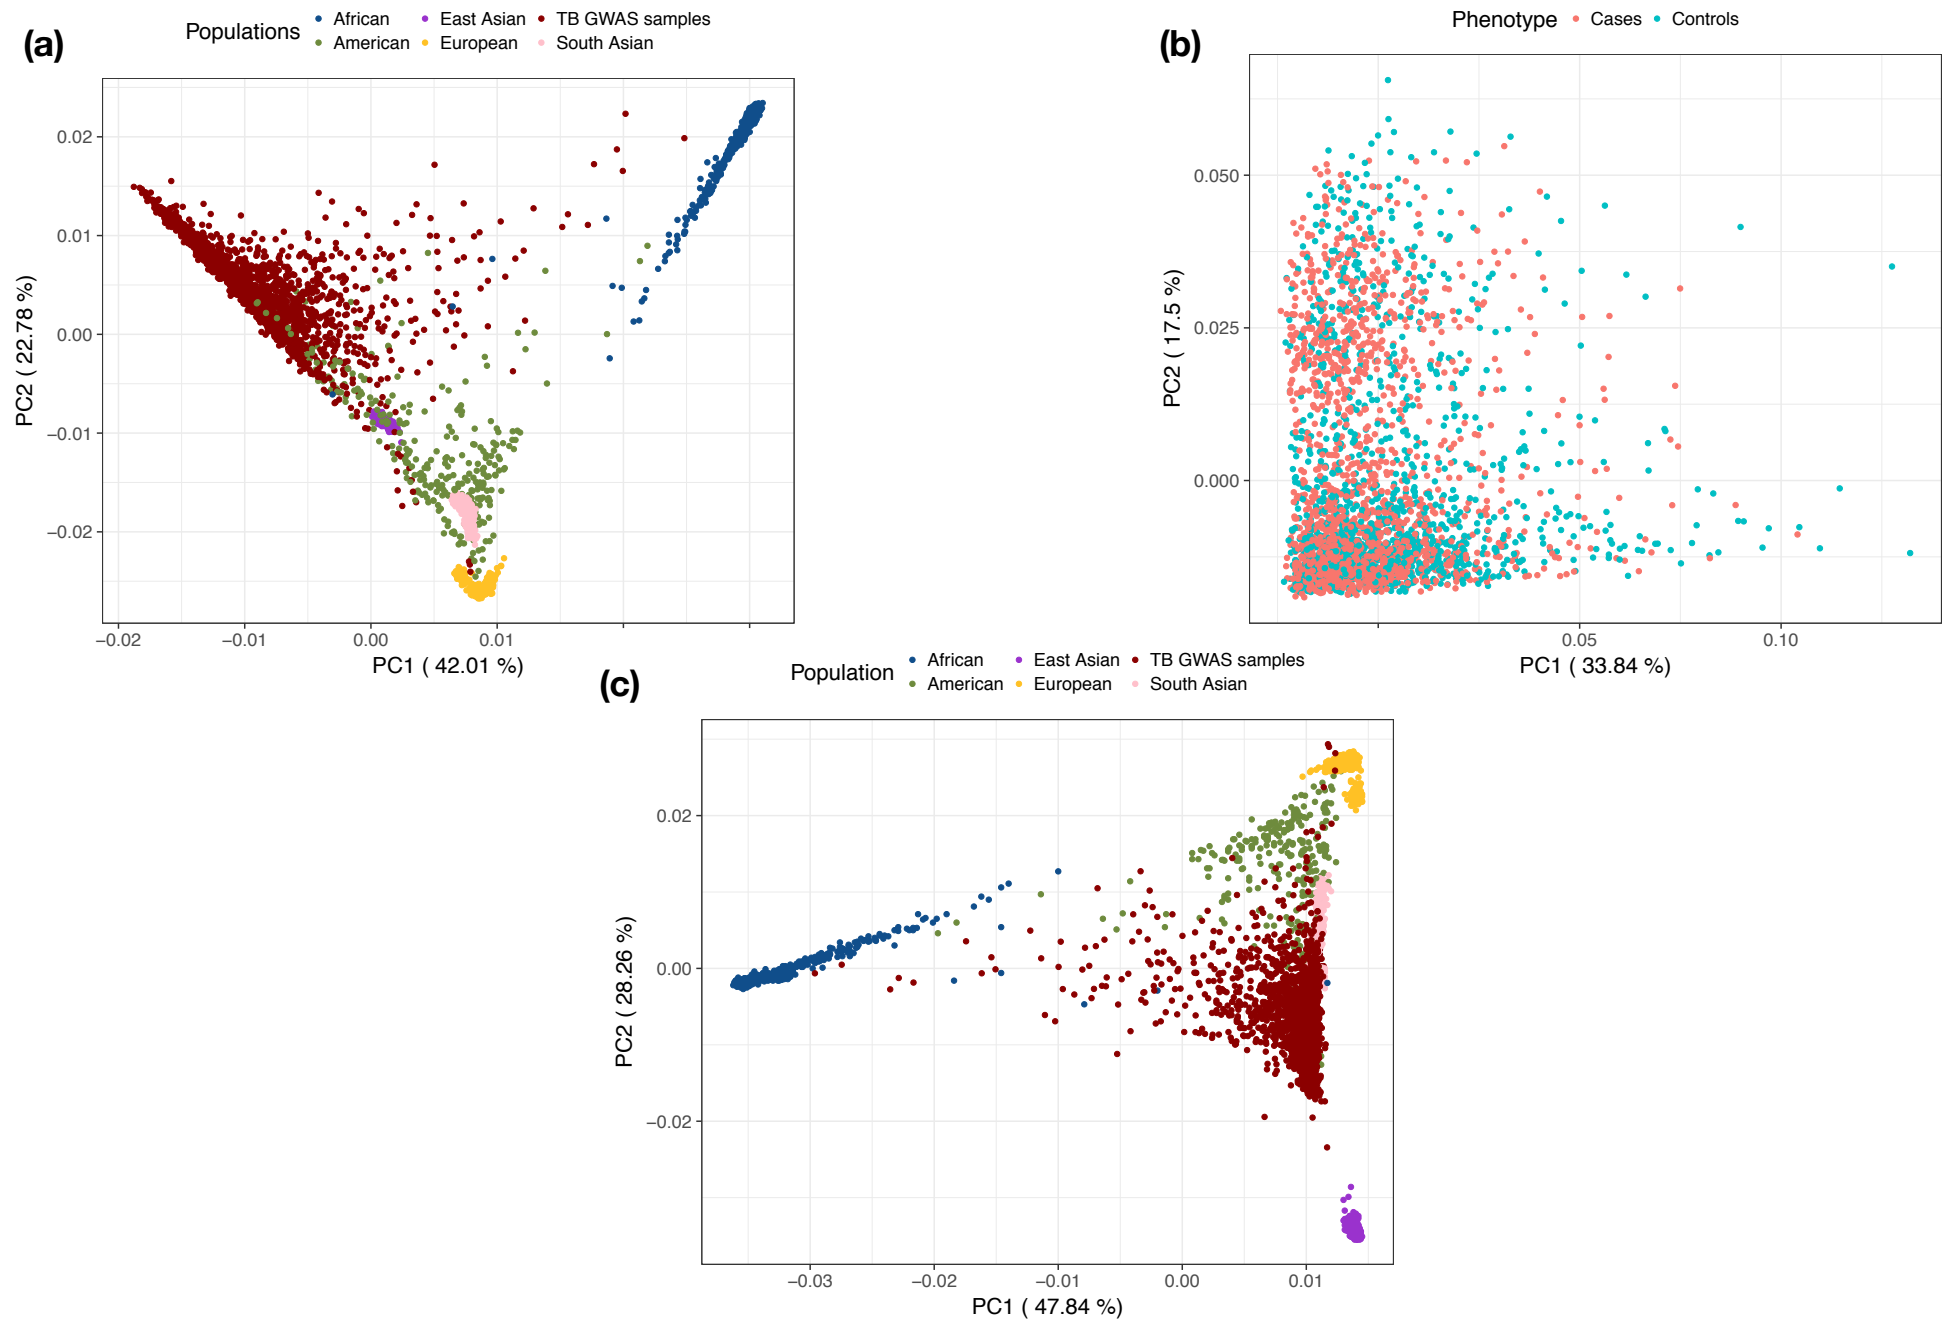 (a)
Populations
African East Asian TB GWAS samples
American European South Asian
PC2 ( 22.78 %)
0.02
0.01
0.00
−0.01
−0.02
−0.02 −0.01 0.00 0.01
PC1 ( 42.01 %)
(b)
Phenotype Cases Controls
PC2 ( 17.5 %)
0.050
0.025
0.000
0.05 0.10
PC1 ( 33.84 %)
(c)
Population
African East Asian TB GWAS samples
American European South Asian
PC2 ( 28.26 %)
0.02
0.00
−0.02
−0.03 −0.02 −0.01 0.00 0.01
PC1 ( 47.84 %)